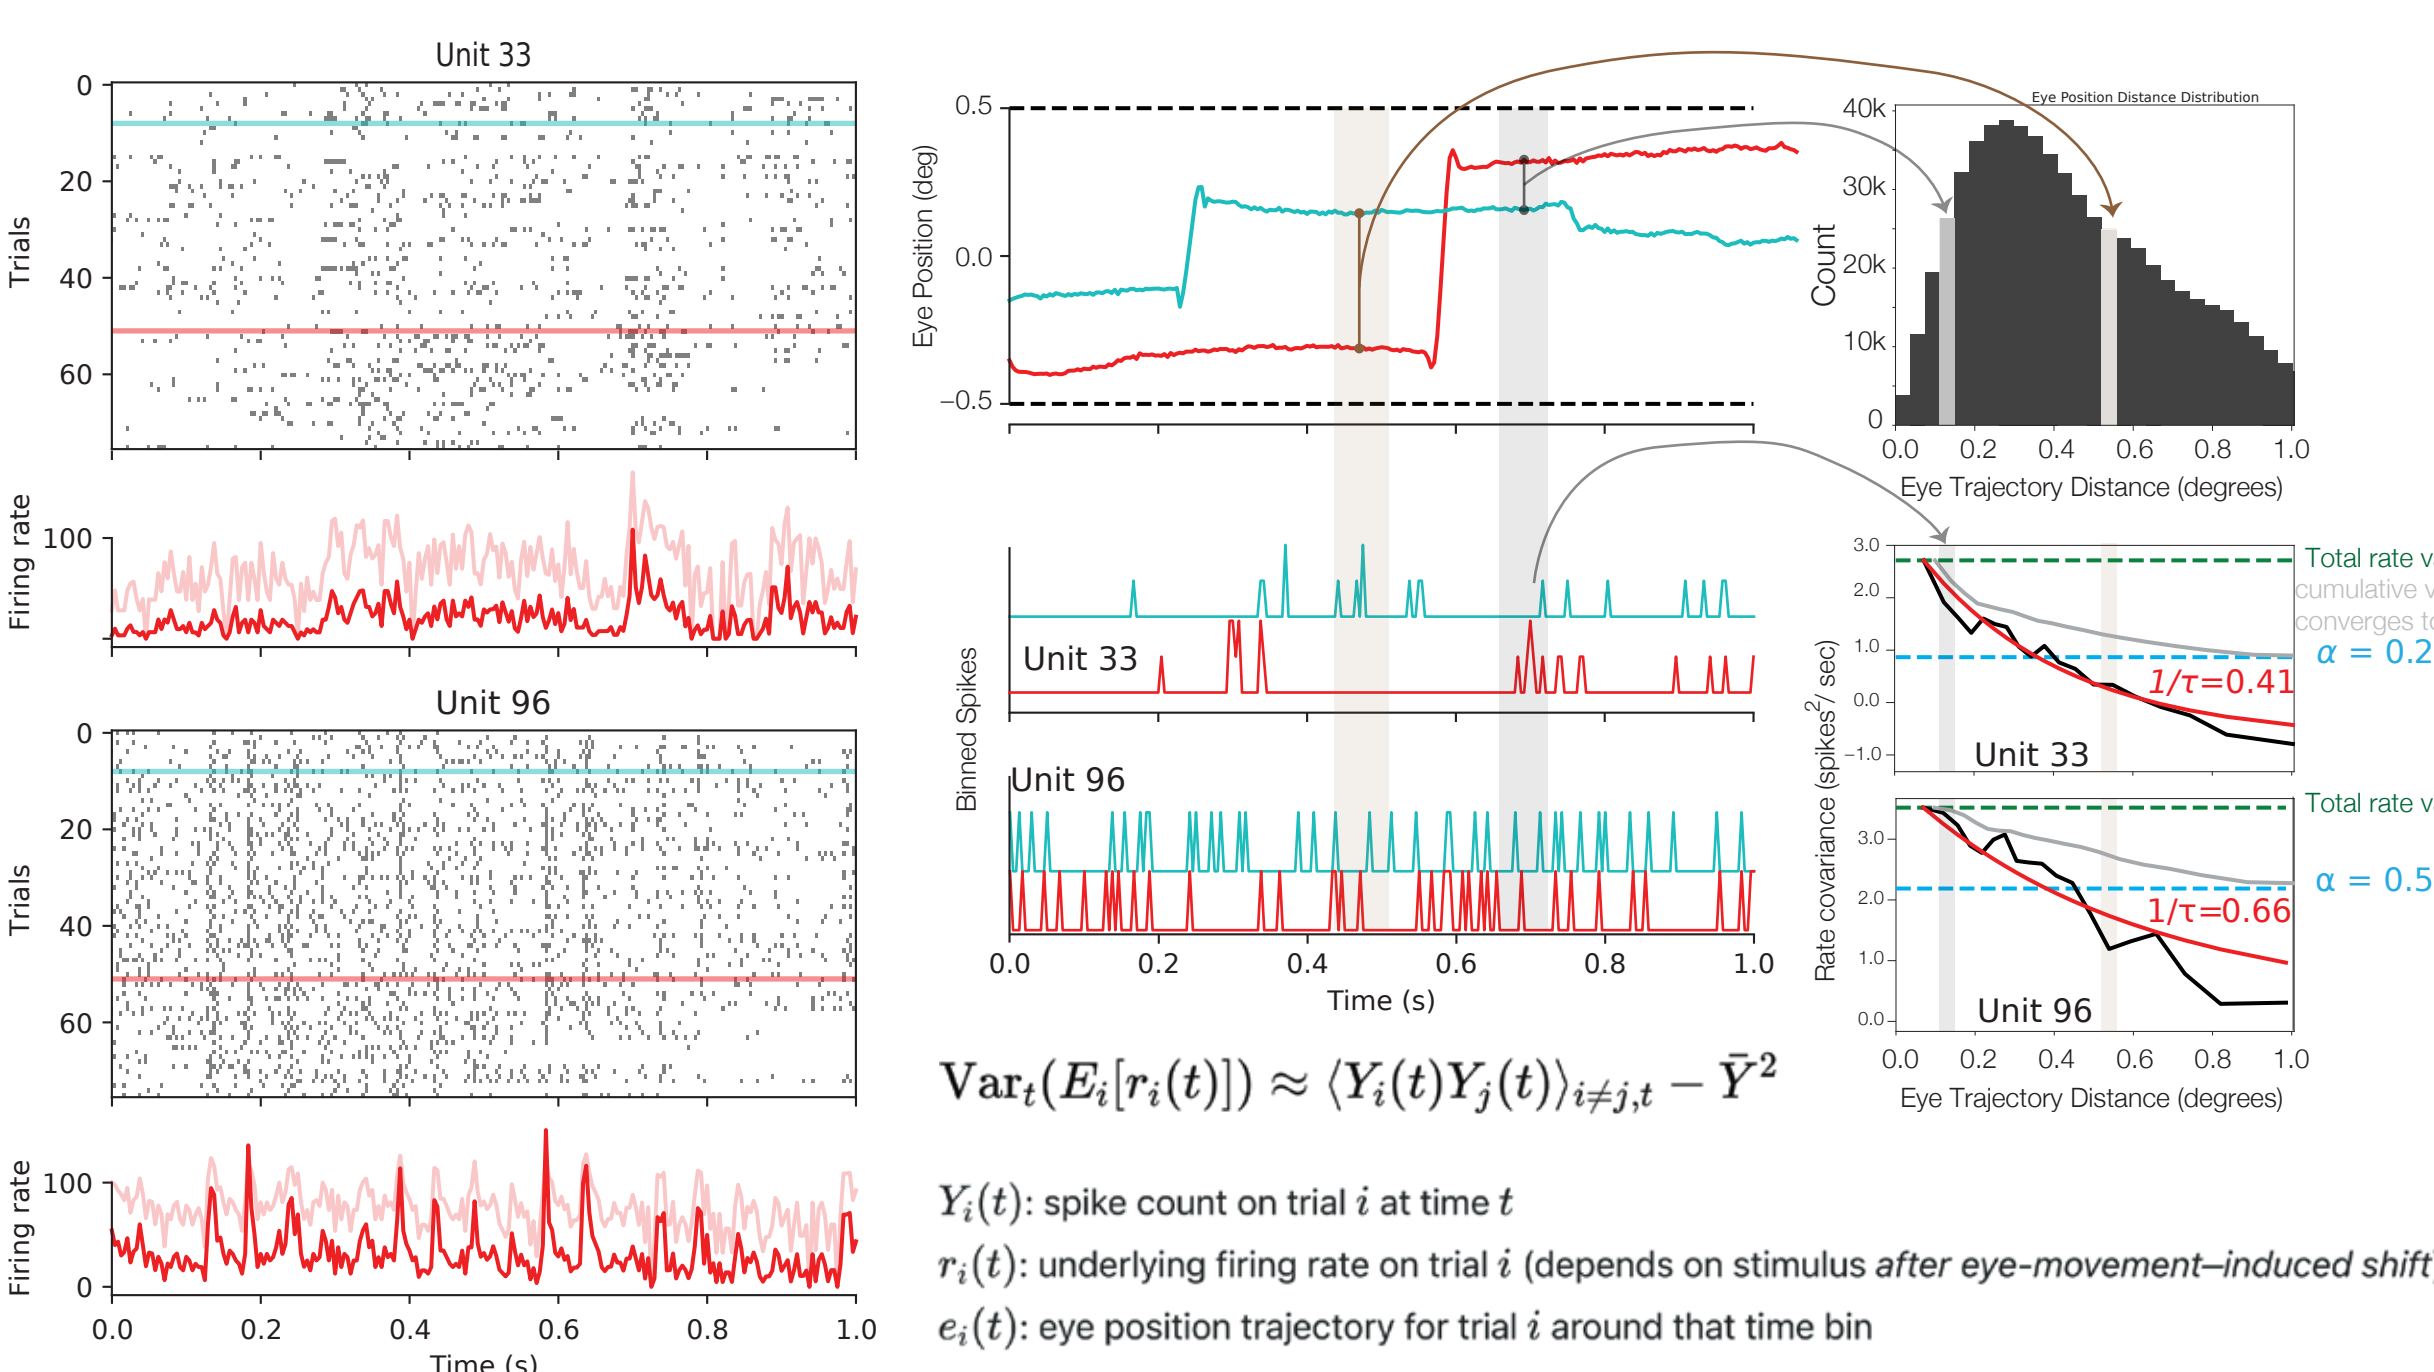 Unit 33
0
20
40
60
Trials
100
Firing rate
Unit 96
0
20
40
60
Trials
100
0
Firing rate
0.0 0.2 0.4 0.6 0.8 1.0
Time (s)
0.5
0.0
−0.5
Eye Position (deg)
Unit 33
Unit 96
Binned Spikes
0.0 0.2 0.4 0.6 0.8 1.0
Time (s)
Eye Position Distance Distribution
40k
30k
20k
10k
0
Count
0.0 0.2 0.4 0.6 0.8 1.0
Eye Trajectory Distance (degrees)
3.0
2.0
1.0
0.0
−1.0
Total rate v
cumulative v
converges to
α = 0.2
1/τ=0.41
Unit 33
Rate covariance (spikes²/ sec)
3.0
2.0
1.0
0.0
Total rate v
α = 0.5
1/τ=0.66
Unit 96
0.0 0.2 0.4 0.6 0.8 1.0
Eye Trajectory Distance (degrees)
Var_t(E_i[r_i(t)]) ≈ ⟨Y_i(t)Y_j(t)⟩_{i≠j,t} − Ȳ²
Y_i(t): spike count on trial i at time t
r_i(t): underlying firing rate on trial i (depends on stimulus after eye-movement–induced shift
e_i(t): eye position trajectory for trial i around that time bin